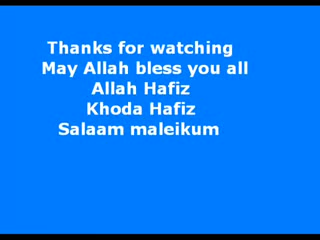 Thanks for watching
May Allah bless you all
Allah Hafiz
Khoda Hafiz
Salaam maleikum